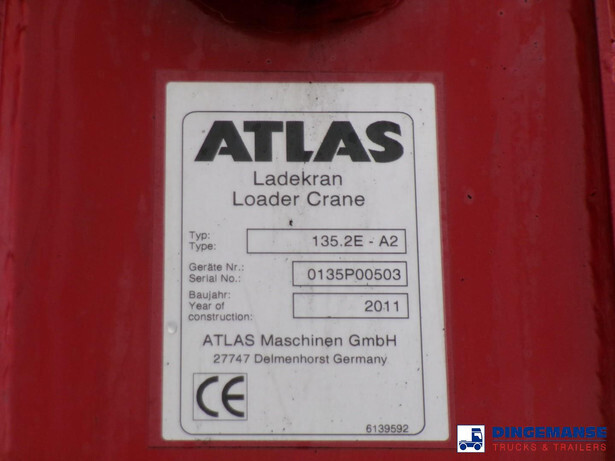 ATLAS
Ladekran
Loader Crane
Typ:
Type:
135.2E - A2
Geräte Nr.:
Serial No.:
0135P00503
Baujahr:
Year of
construction:
2011
ATLAS Maschinen GmbH
27747 Delmenhorst Germany
CE
6139592
DINGEMANSE
TRUCKS & TRAILERS